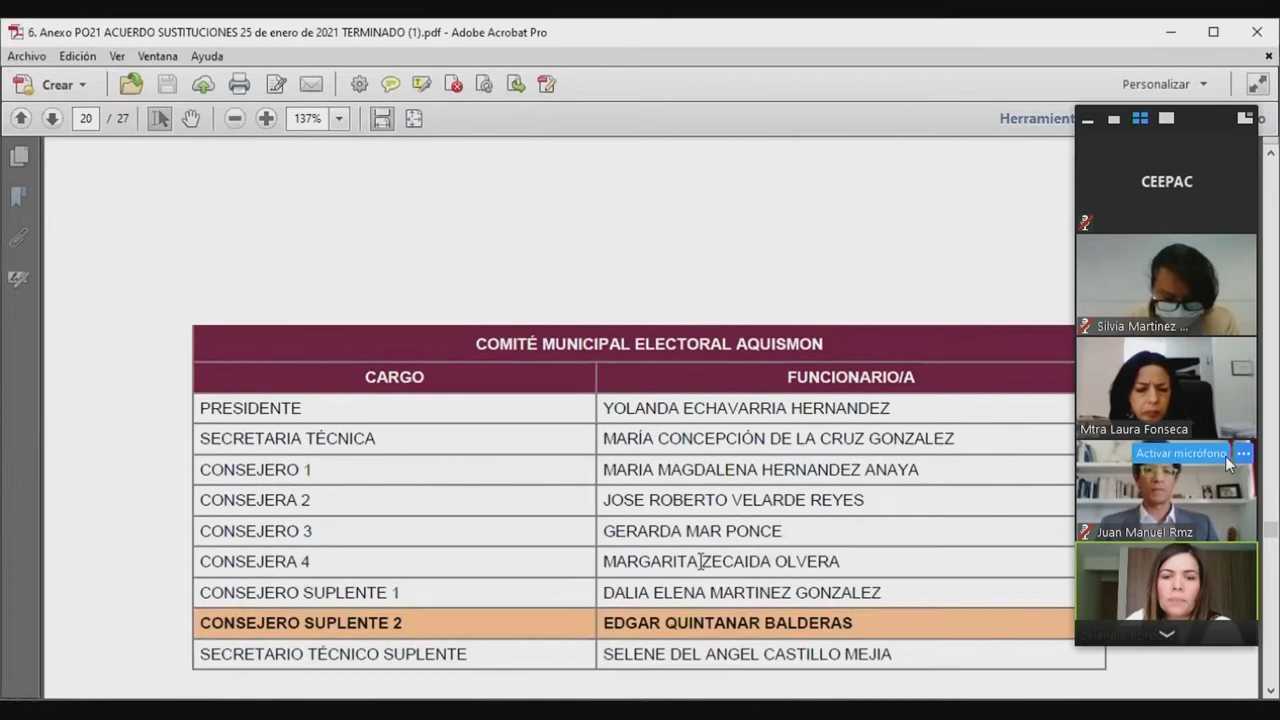 6. Anexo PO21 ACUERDO SUSTITUCIONES 25 de enero de 2021 TERMINADO (1).pdf - Adobe Acrobat Pro
Archivo Edición Ver Ventana Ayuda
Crear Personalizar
20 / 27 137% Herramient
CEEPAC
Silvia Martinez ...
Mtra Laura Fonseca
Activar micrófono
Juan Manuel Rmz
COMITÉ MUNICIPAL ELECTORAL AQUISMON
CARGO FUNCIONARIO/A
PRESIDENTE YOLANDA ECHAVARRIA HERNANDEZ
SECRETARIA TÉCNICA MARÍA CONCEPCIÓN DE LA CRUZ GONZALEZ
CONSEJERO 1 MARIA MAGDALENA HERNANDEZ ANAYA
CONSEJERA 2 JOSE ROBERTO VELARDE REYES
CONSEJERO 3 GERARDA MAR PONCE
CONSEJERA 4 MARGARITA ZECAIDA OLVERA
CONSEJERO SUPLENTE 1 DALIA ELENA MARTINEZ GONZALEZ
CONSEJERO SUPLENTE 2 EDGAR QUINTANAR BALDERAS
SECRETARIO TÉCNICO SUPLENTE SELENE DEL ANGEL CASTILLO MEJIA